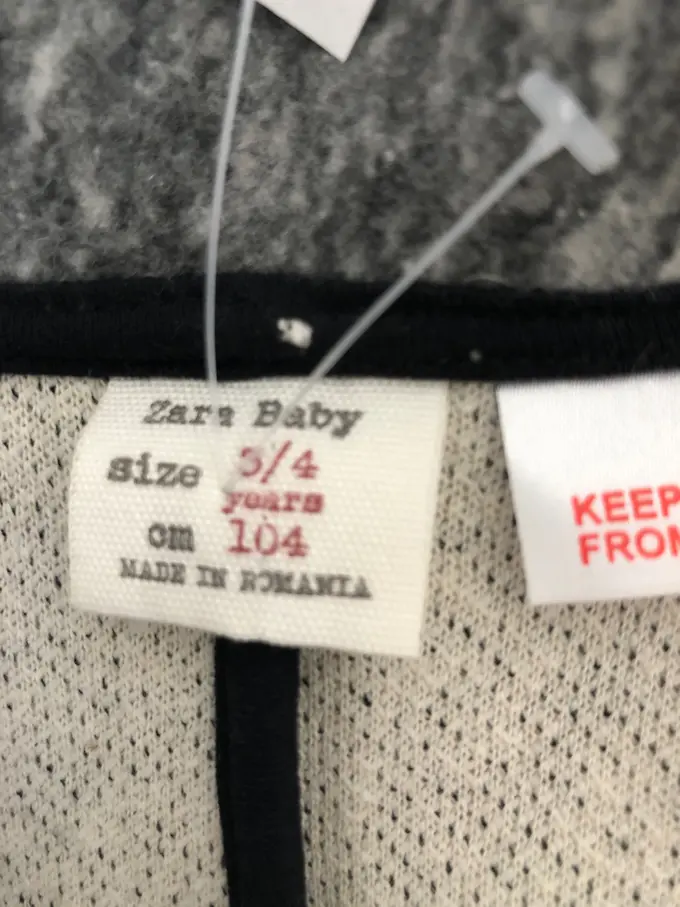 Zara Baby
size 3/4
years
cm 104
MADE IN ROMANIA
KEEP
FROM